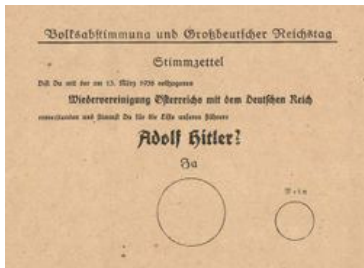 Volksabstimmung und Großdeutscher Reichstag
Stimmzettel
Bist Du mit der am 13. März 1938 vollzogenen
Wiedervereinigung Österreichs mit dem Deutschen Reich
einverstanden und stimmst Du für die Liste unseres Führers
Adolf Hitler?
Ja
Nein